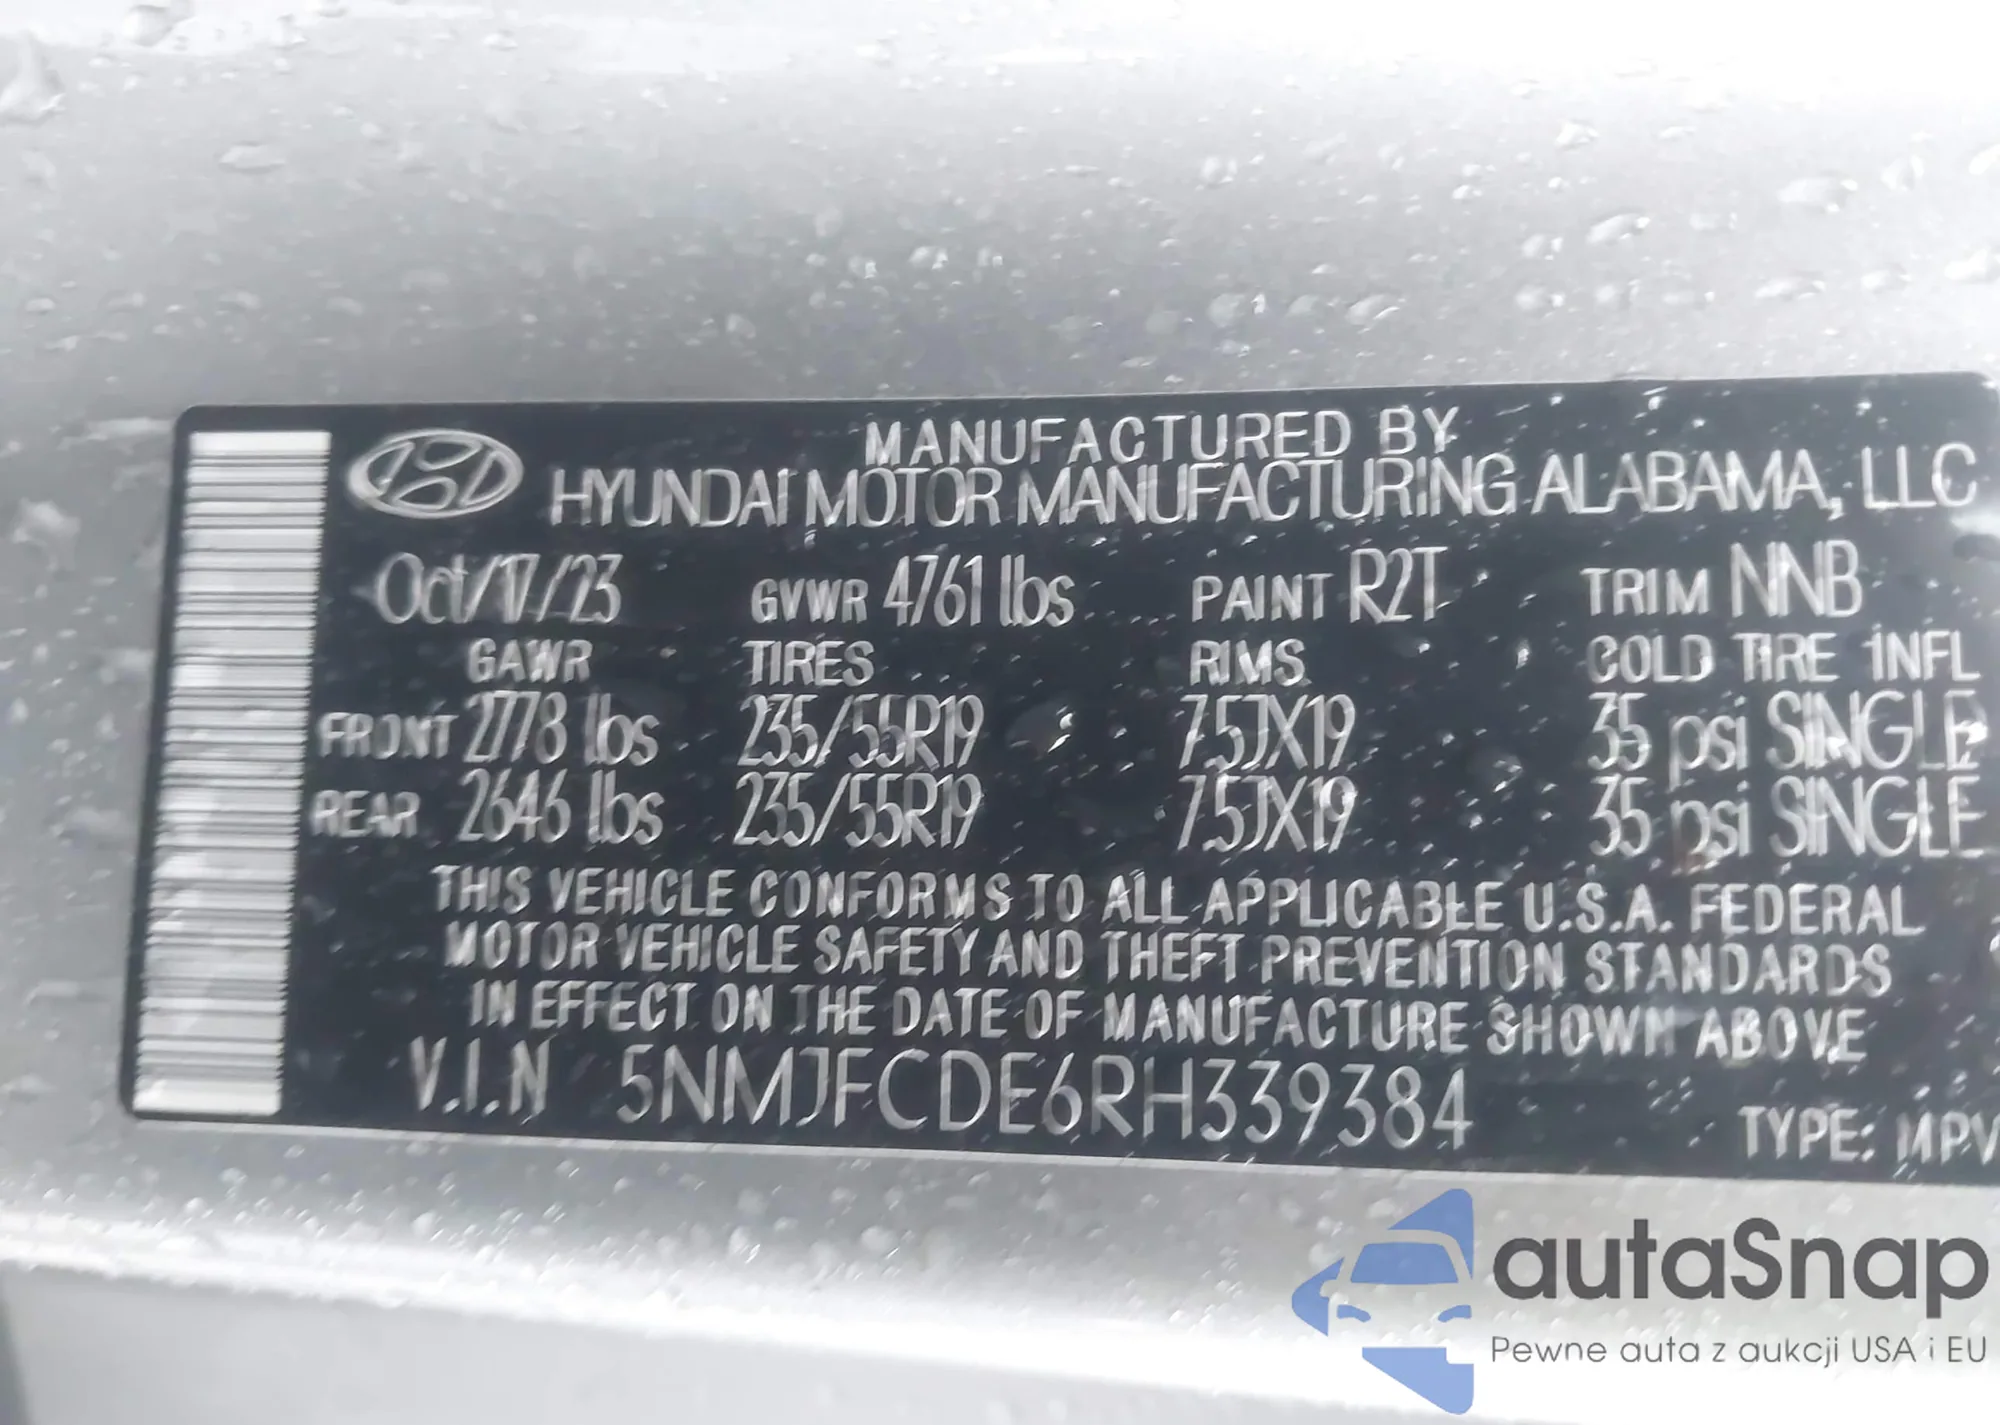 MANUFACTURED BY
HYUNDAI MOTOR MANUFACTURING ALABAMA, LLC
Oct/17/23 GVWR 4761 lbs PAINT R2T TRIM NNB
GAWR TIRES RIMS COLD TIRE INFL
FRONT 2778 lbs 235/55R19 7.5JX19 35 psi SINGLE
REAR 2646 lbs 235/55R19 7.5JX19 35 psi SINGLE
THIS VEHICLE CONFORMS TO ALL APPLICABLE U.S.A. FEDERAL
MOTOR VEHICLE SAFETY AND THEFT PREVENTION STANDARDS
IN EFFECT ON THE DATE OF MANUFACTURE SHOWN ABOVE
V.I.N 5NMJFCDE6RH339384
TYPE: MPV
autaSnap
Pewne auta z aukcji USA i EU